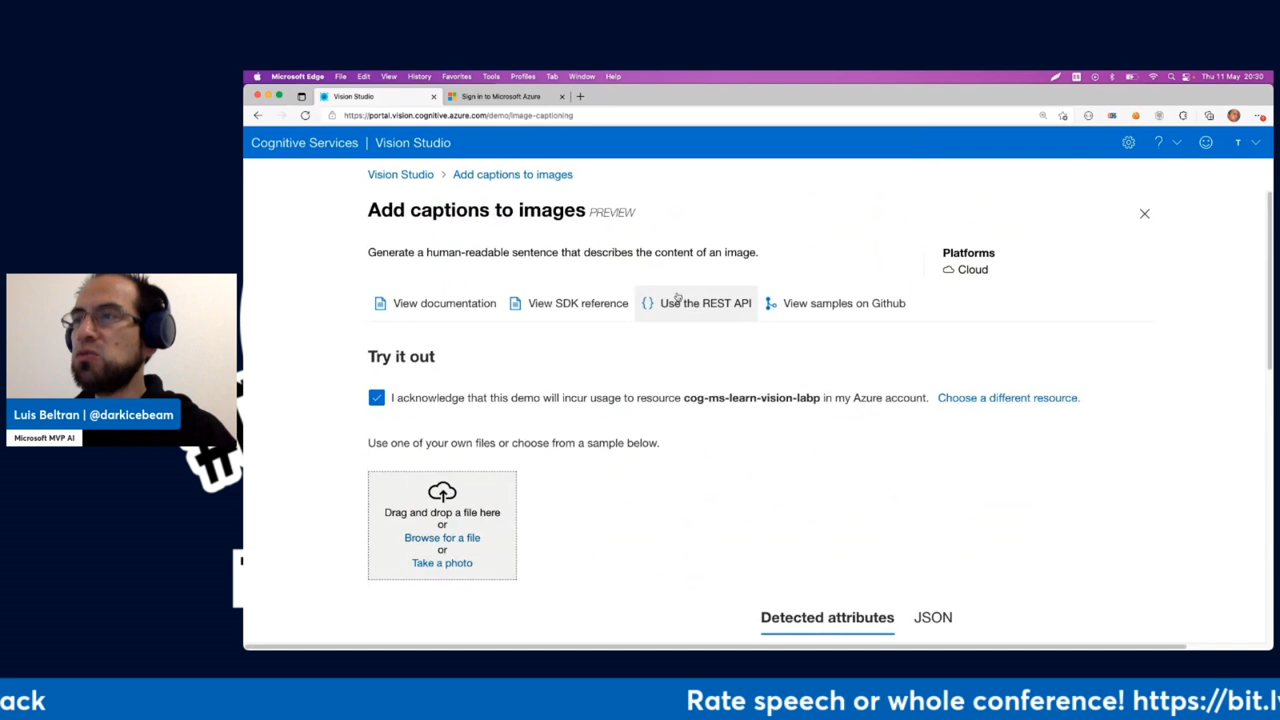 Microsoft Edge File Edit View History Favorites Tools Profiles Tab Window Help Thu 11 May 20:30
Vision Studio Sign in to Microsoft Azure
https://portal.vision.cognitive.azure.com/demo/image-captioning
Cognitive Services | Vision Studio T
Vision Studio > Add captions to images
Add captions to images PREVIEW
Generate a human-readable sentence that describes the content of an image.
Platforms
Cloud
View documentation View SDK reference {} Use the REST API View samples on Github
Try it out
I acknowledge that this demo will incur usage to resource cog-ms-learn-vision-labp in my Azure account. Choose a different resource.
Use one of your own files or choose from a sample below.
Drag and drop a file here
or
Browse for a file
or
Take a photo
Detected attributes JSON
Luis Beltran | @darkicebeam
Microsoft MVP AI
ack Rate speech or whole conference! https://bit.ly